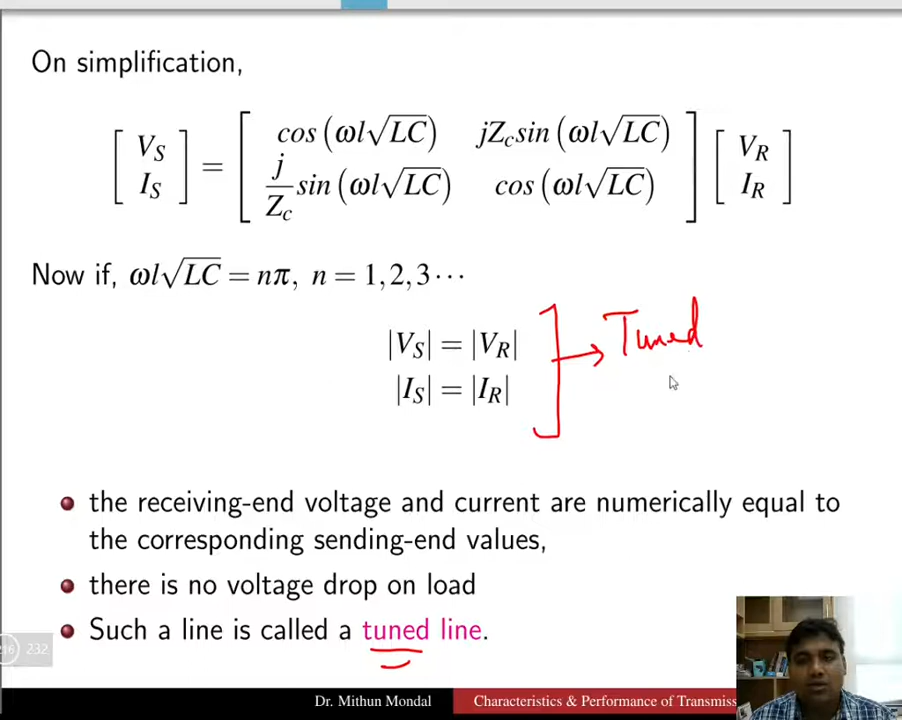 On simplification,
[ V_S ; I_S ] = [ cos(ωl√LC)  jZ_c sin(ωl√LC) ; j/Z_c sin(ωl√LC)  cos(ωl√LC) ] [ V_R ; I_R ]
Now if, ωl√LC = nπ, n = 1,2,3···
|V_S| = |V_R|
|I_S| = |I_R|
Tuned
the receiving-end voltage and current are numerically equal to
the corresponding sending-end values,
there is no voltage drop on load
Such a line is called a tuned line.
216 232
Dr. Mithun Mondal Characteristics & Performance of Transmiss